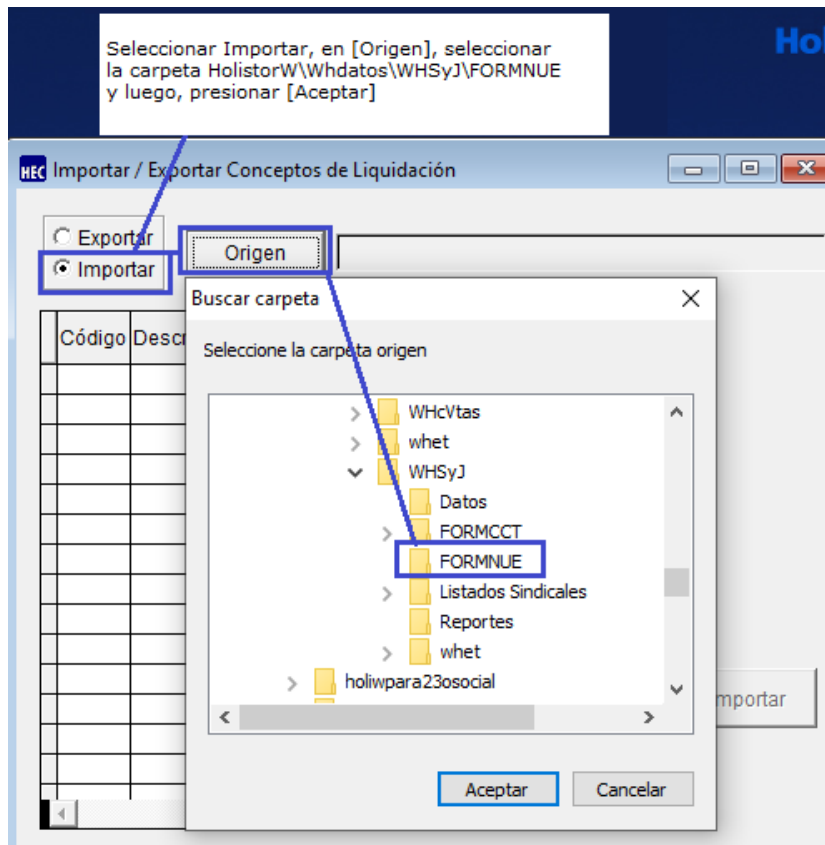 Seleccionar Importar, en [Origen], seleccionar
la carpeta HolistorW\Whdatos\WHSyJ\FORMNUE
y luego, presionar [Aceptar]
Hol
HEC Importar / Exportar Conceptos de Liquidación
Exportar
Importar
Origen
Buscar carpeta
Código Descr
Seleccione la carpeta origen
WHcVtas
whet
WHSyJ
Datos
FORMCCT
FORMNUE
Listados Sindicales
Reportes
whet
holiwpara23osocial
mportar
Aceptar Cancelar